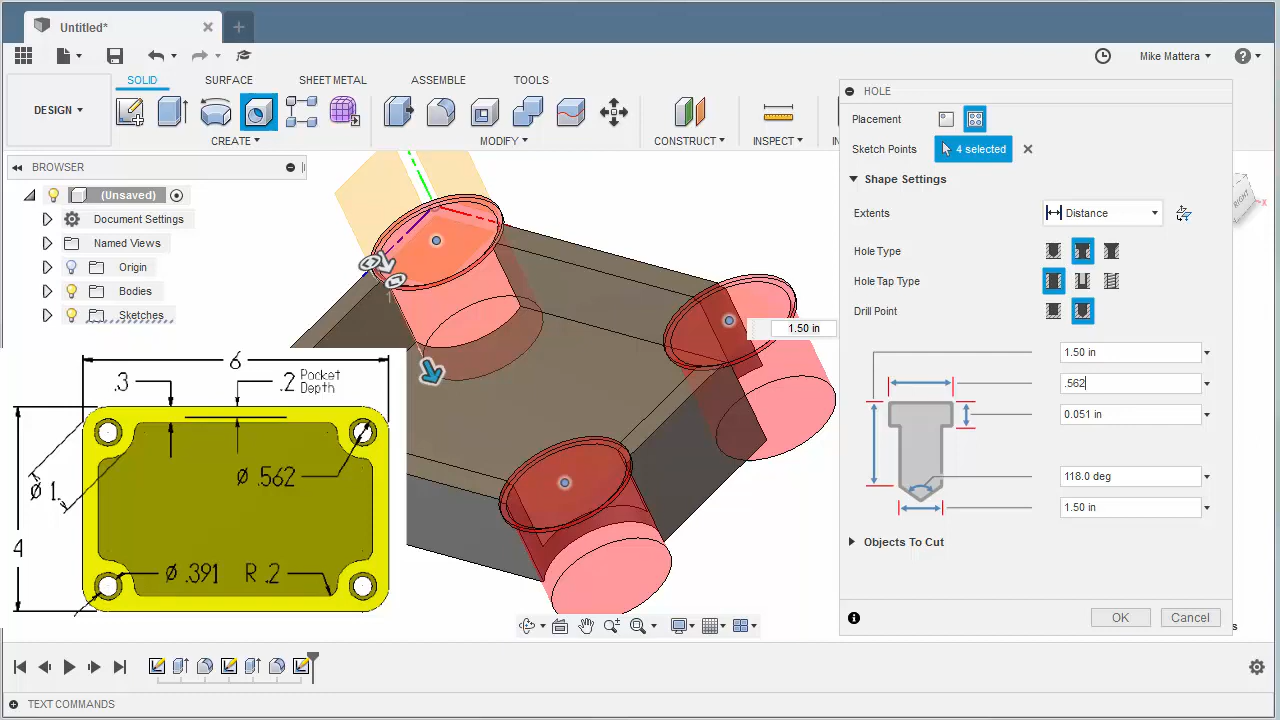 Untitled*
Mike Mattera
SOLID SURFACE SHEET METAL ASSEMBLE TOOLS
DESIGN
CREATE MODIFY CONSTRUCT INSPECT
BROWSER
(Unsaved)
Document Settings
Named Views
Origin
Bodies
Sketches
6
.3
.2 Pocket
Depth
Ø .562
Ø 1.
4
Ø .391 R .2
1.50 in
RIGHT
X
HOLE
Placement
Sketch Points 4 selected
Shape Settings
Extents Distance
Hole Type
Hole Tap Type
Drill Point
1.50 in
.562
0.051 in
118.0 deg
1.50 in
Objects To Cut
OK Cancel
TEXT COMMANDS